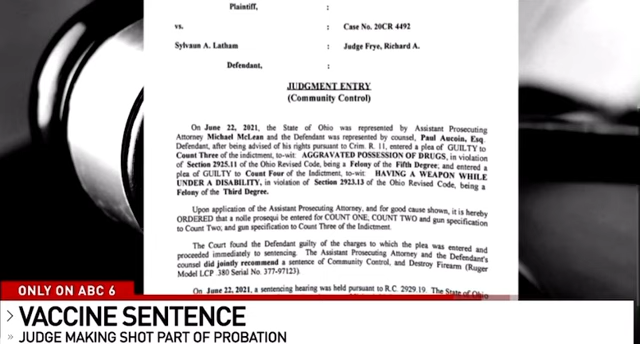 Plaintiff,
vs. : Case No. 20CR 4492
Sylvaun A. Latham : Judge Frye, Richard A.
Defendant, :
JUDGMENT ENTRY
(Community Control)
On June 22, 2021, the State of Ohio was represented by Assistant Prosecuting
Attorney Michael McLean and the Defendant was represented by counsel, Paul Aucoin, Esq.
Defendant, after being advised of his rights pursuant to Crim. R. 11, entered a plea of GUILTY to
Count Three of the indictment, to-wit: AGGRAVATED POSSESSION OF DRUGS, in violation
of Section 2925.11 of the Ohio Revised Code, being a Felony of the Fifth Degree, and entered a
plea of GUILTY to Count Four of the Indictment, to-wit: HAVING A WEAPON WHILE
UNDER A DISABILITY, in violation of Section 2923.13 of the Ohio Revised Code, being a
Felony of the Third Degree.
Upon application of the Assistant Prosecuting Attorney, and for good cause shown, it is hereby
ORDERED that a nolle prosequi be entered for COUNT ONE, COUNT TWO and gun specification
to Count Two, and gun specification to Count Three of the Indictment.
The Court found the Defendant guilty of the charges to which the plea was entered and
proceeded immediately to sentencing. The Assistant Prosecuting Attorney and the Defendant's
counsel did jointly recommend a sentence of Community Control, and Destroy Firearm (Ruger
Model LCP .380 Serial No. 377-97123).
On June 22, 2021, a sentencing hearing was held pursuant to R.C. 2929.19. The State of Ohio
ONLY ON ABC 6
> VACCINE SENTENCE
» JUDGE MAKING SHOT PART OF PROBATION